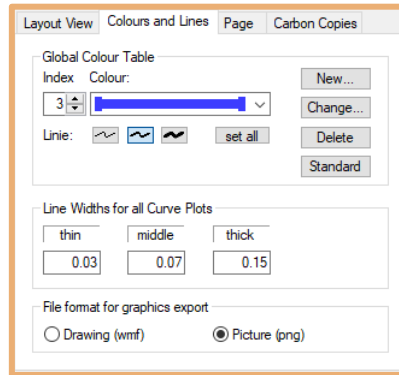 Layout View Colours and Lines Page Carbon Copies
Global Colour Table
Index Colour: New...
3 Change...
Linie: set all Delete
Standard
Line Widths for all Curve Plots
thin middle thick
0.03 0.07 0.15
File format for graphics export
Drawing (wmf) Picture (png)